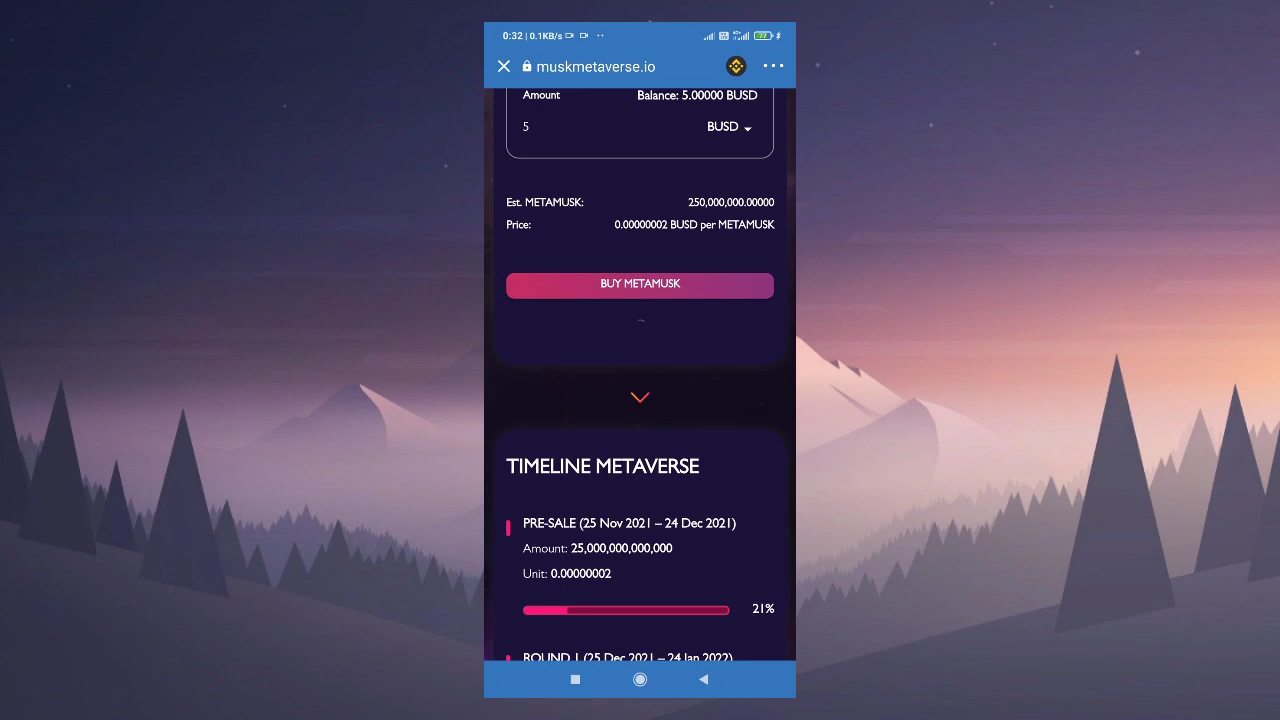 0:32 | 0.1KB/s
77
muskmetaverse.io
Amount Balance: 5.00000 BUSD
5 BUSD
Est. METAMUSK: 250,000,000.00000
Price: 0.00000002 BUSD per METAMUSK
BUY METAMUSK
TIMELINE METAVERSE
PRE-SALE (25 Nov 2021 – 24 Dec 2021)
Amount: 25,000,000,000,000
Unit: 0.00000002
21%
ROUND 1 (25 Dec 2021 – 24 Jan 2022)